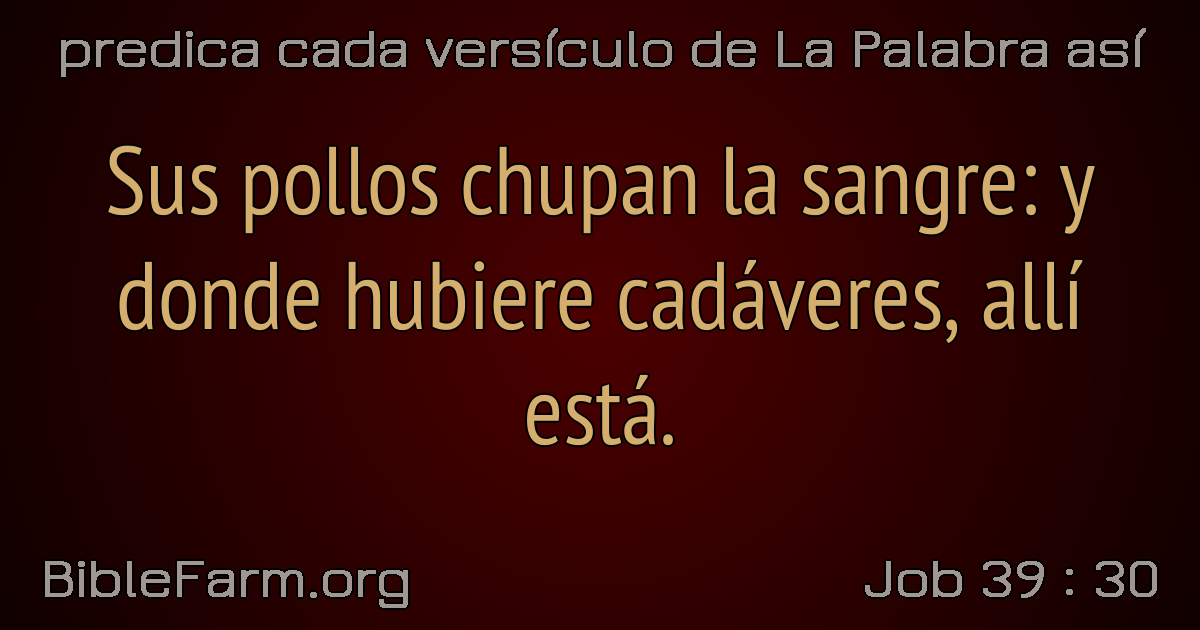 predica cada versículo de La Palabra así
Sus pollos chupan la sangre: y
donde hubiere cadáveres, allí
está.
BibleFarm.org
Job 39 : 30